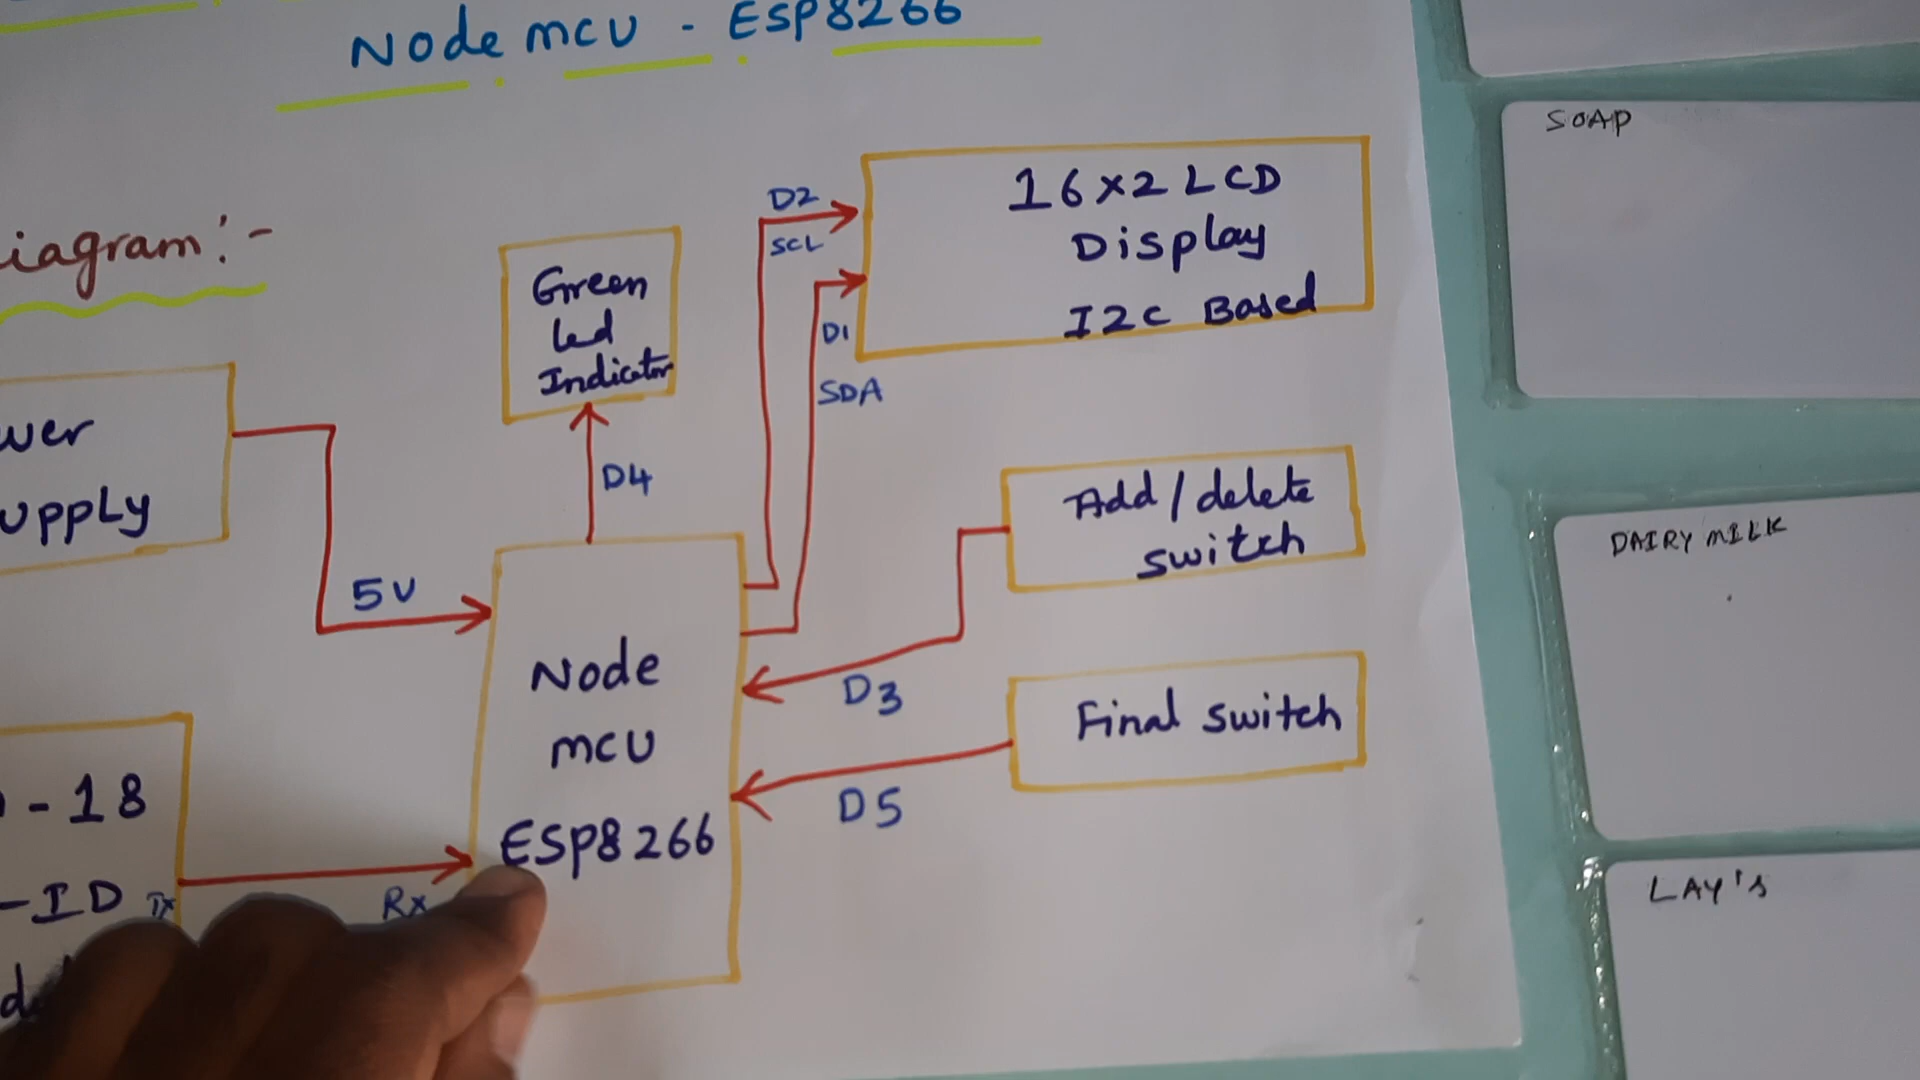 Node mcu - ESP8266
iagram:-
16x2 LCD
Display
I2C Based
D2
SCL
D1
SDA
Green
led
Indicator
D4
wer
upply
5V
Add/delete
switch
D3
Final switch
D5
Node
mcu
ESP8266
-18
-ID
Tx
Rx
SOAP
DAIRY MILK
LAY'S